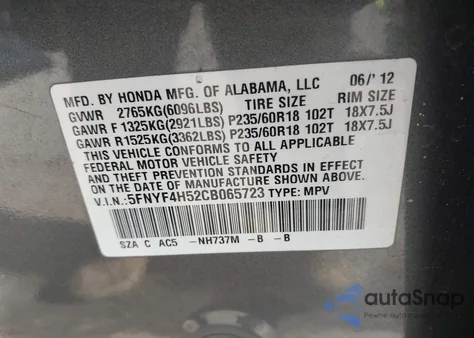 MFD. BY HONDA MFG. OF ALABAMA, LLC 06/'12
GVWR 2765KG(6096LBS) TIRE SIZE RIM SIZE
GAWR F 1325KG(2921LBS) P235/60R18 102T 18X7.5J
GAWR R1525KG(3362LBS) P235/60R18 102T 18X7.5J
THIS VEHICLE CONFORMS TO ALL APPLICABLE
FEDERAL MOTOR VEHICLE SAFETY
AND THEFT PREVENTION STANDARDS IN EFFECT
ON THE DATE OF MANUFACTURE SHOWN ABOVE.
V.I.N.:5FNYF4H52CB065723 TYPE: MPV
SZA C AC5 -NH737M -B -B
autoSnap
Pewne auto